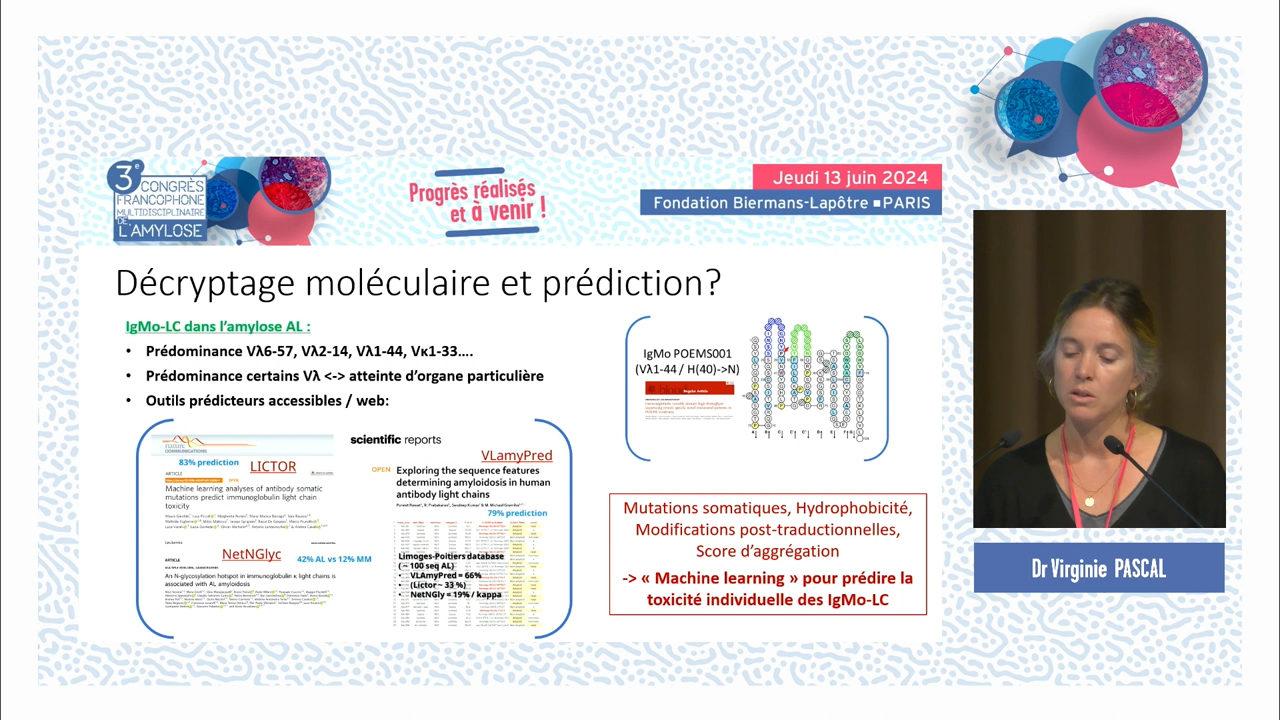 3e CONGRÈS
FRANCOPHONE
MULTIDISCIPLINAIRE
DE L'AMYLOSE
Progrès réalisés
et à venir !
Jeudi 13 juin 2024
Fondation Biermans-Lapôtre ■ PARIS
Décryptage moléculaire et prédiction?
IgMo-LC dans l’amylose AL :
• Prédominance Vλ6-57, Vλ2-14, Vλ1-44, Vκ1-33….
• Prédominance certains Vλ <-> atteinte d’organe particulière
• Outils prédicteurs accessibles / web:
nature
COMMUNICATIONS
83% prediction LICTOR
ARTICLE
OPEN
Machine learning analyses of antibody somatic
mutations predict immunoglobulin light chain
toxicity
Leukemia
ARTICLE
NetNGlyc 42% AL vs 12% MM
An N-glycosylation hotspot in immunoglobulin κ light chains is
associated with AL amyloidosis
scientific reports
VLamyPred
OPEN Exploring the sequence features
determining amyloidosis in human
antibody light chains
79% prediction
Limoges-Poitiers database
(~ 100 seq AL)
VLAmyPred = 66%
(Lictor ~ 33 %)
NetNGly = 19% / kappa
IgMo POEMS001
(Vλ1-44 / H(40)->N)
Mutations somatiques, Hydrophobicité,
Modifications post-traductionnelles,
Score d’aggrégation
-> « Machine learning » pour prédire la
toxicité individuelle des IgMo-LC
Dr Virginie PASCAL